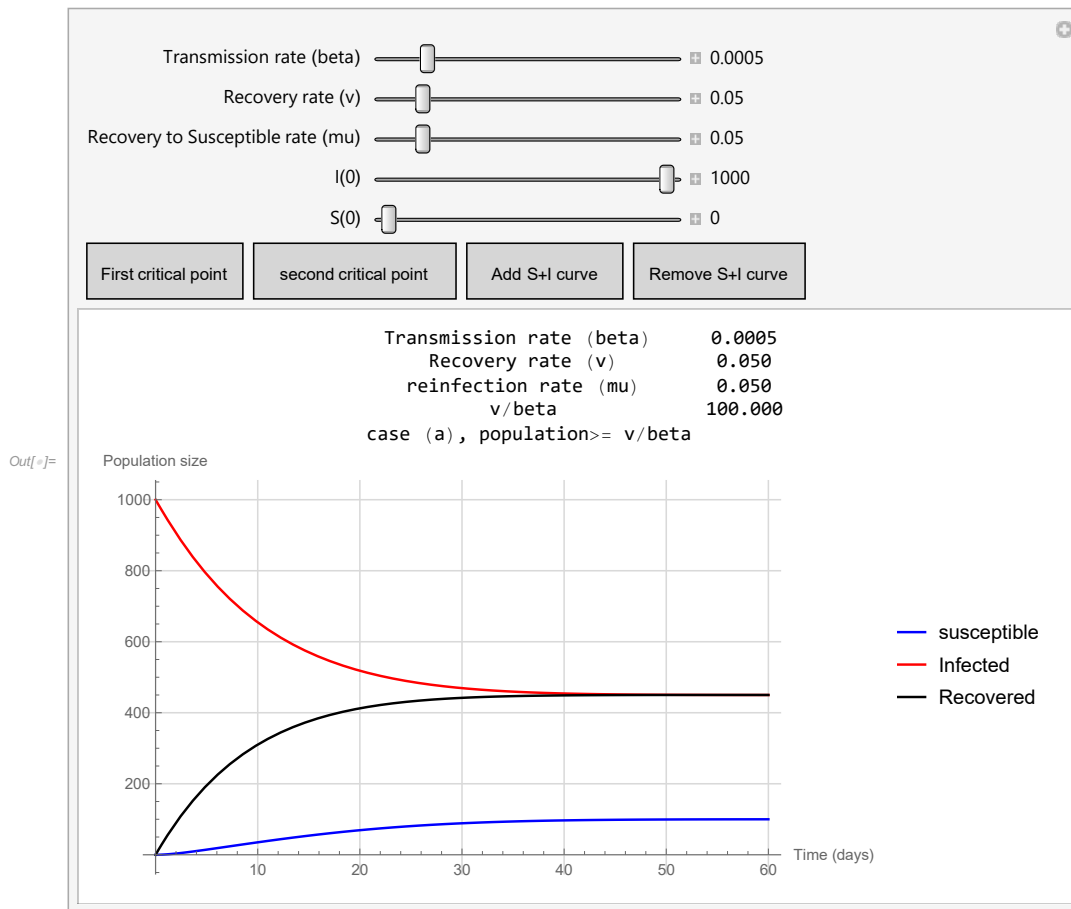 Transmission rate (beta) 0.0005
Recovery rate (v) 0.05
Recovery to Susceptible rate (mu) 0.05
I(0) 1000
S(0) 0
First critical point second critical point Add S+I curve Remove S+I curve
Transmission rate (beta) 0.0005
Recovery rate (v) 0.050
reinfection rate (mu) 0.050
v/beta 100.000
case (a), population>= v/beta
Out[•]=
Population size
1000
800
600
400
200
10 20 30 40 50 60
Time (days)
susceptible
Infected
Recovered